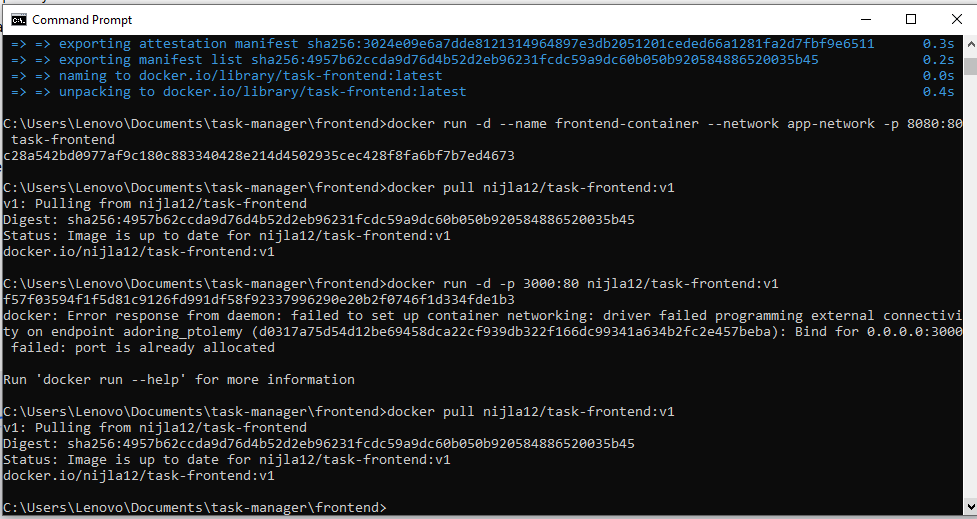 Command Prompt
=> => exporting attestation manifest sha256:3024e09e6a7dde8121314964897e3db2051201ceded66a1281fa2d7fbf9e6511 0.3s
=> => exporting manifest list sha256:4957b62ccda9d76d4b52d2eb96231fcdc59a9dc60b050b920584886520035b45 0.2s
=> => naming to docker.io/library/task-frontend:latest 0.0s
=> => unpacking to docker.io/library/task-frontend:latest 0.4s
C:\Users\Lenovo\Documents\task-manager\frontend>docker run -d --name frontend-container --network app-network -p 8080:80
task-frontend
c28a542bd0977af9c180c883340428e214d4502935cec428f8fa6bf7b7ed4673
C:\Users\Lenovo\Documents\task-manager\frontend>docker pull nijla12/task-frontend:v1
v1: Pulling from nijla12/task-frontend
Digest: sha256:4957b62ccda9d76d4b52d2eb96231fcdc59a9dc60b050b920584886520035b45
Status: Image is up to date for nijla12/task-frontend:v1
docker.io/nijla12/task-frontend:v1
C:\Users\Lenovo\Documents\task-manager\frontend>docker run -d -p 3000:80 nijla12/task-frontend:v1
f57f03594f1f5d81c9126fd991df58f92337996290e20b2f0746f1d334fde1b3
docker: Error response from daemon: failed to set up container networking: driver failed programming external connectivi
ty on endpoint adoring_ptolemy (d0317a75d54d12be69458dca22cf939db322f166dc99341a634b2fc2e457beba): Bind for 0.0.0.0:3000
failed: port is already allocated
Run 'docker run --help' for more information
C:\Users\Lenovo\Documents\task-manager\frontend>docker pull nijla12/task-frontend:v1
v1: Pulling from nijla12/task-frontend
Digest: sha256:4957b62ccda9d76d4b52d2eb96231fcdc59a9dc60b050b920584886520035b45
Status: Image is up to date for nijla12/task-frontend:v1
docker.io/nijla12/task-frontend:v1
C:\Users\Lenovo\Documents\task-manager\frontend>